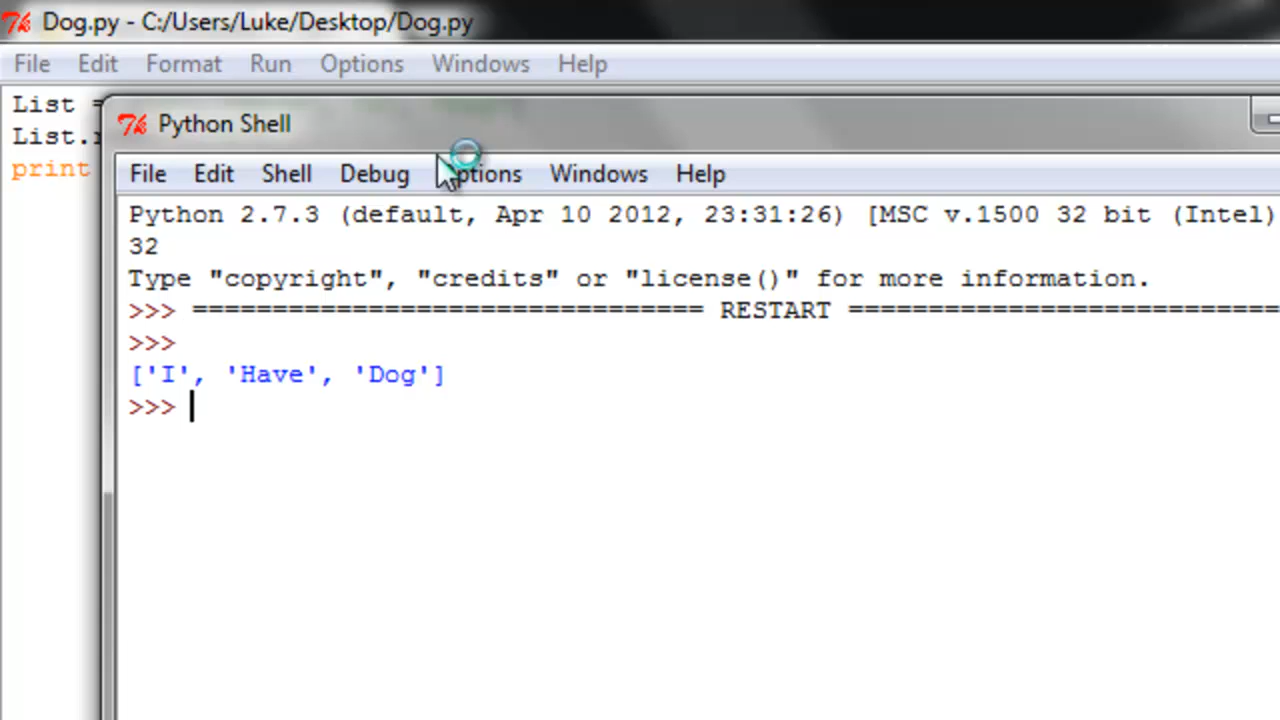 Dog.py - C:/Users/Luke/Desktop/Dog.py
File Edit Format Run Options Windows Help
List =
List.r
print
Python Shell
File Edit Shell Debug Options Windows Help
Python 2.7.3 (default, Apr 10 2012, 23:31:26) [MSC v.1500 32 bit (Intel)
32
Type "copyright", "credits" or "license()" for more information.
>>> ================================ RESTART ===========================
>>>
['I', 'Have', 'Dog']
>>>